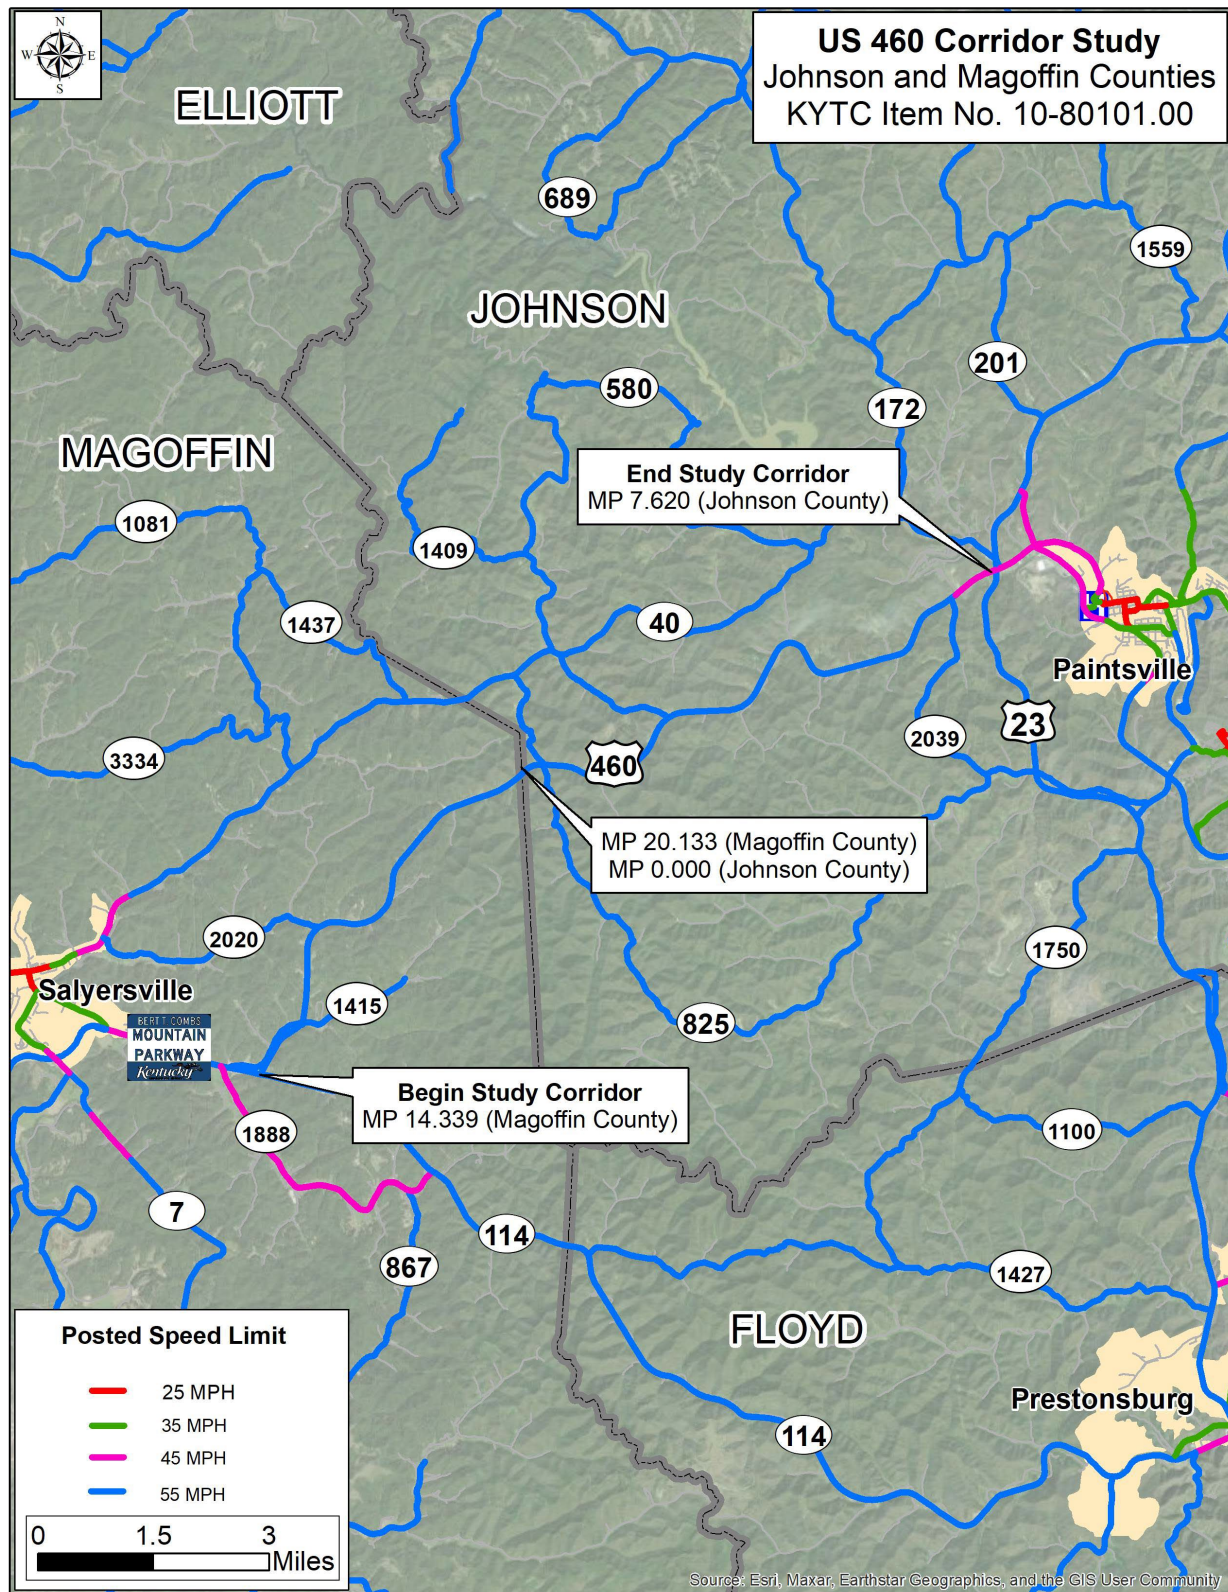 N
W E
S
US 460 Corridor Study
Johnson and Magoffin Counties
KYTC Item No. 10-80101.00
ELLIOTT
689
1559
JOHNSON
201
580
172
MAGOFFIN
End Study Corridor
MP 7.620 (Johnson County)
1081
1409
1437
40
Paintsville
23
2039
3334
460
MP 20.133 (Magoffin County)
MP 0.000 (Johnson County)
2020
1750
Salyersville
1415
825
BERT T COMBS
MOUNTAIN
PARKWAY
Kentucky
Begin Study Corridor
MP 14.339 (Magoffin County)
1888
1100
7
114
867
1427
FLOYD
Prestonsburg
114
Posted Speed Limit
25 MPH
35 MPH
45 MPH
55 MPH
0 1.5 3
Miles
Source: Esri, Maxar, Earthstar Geographics, and the GIS User Community